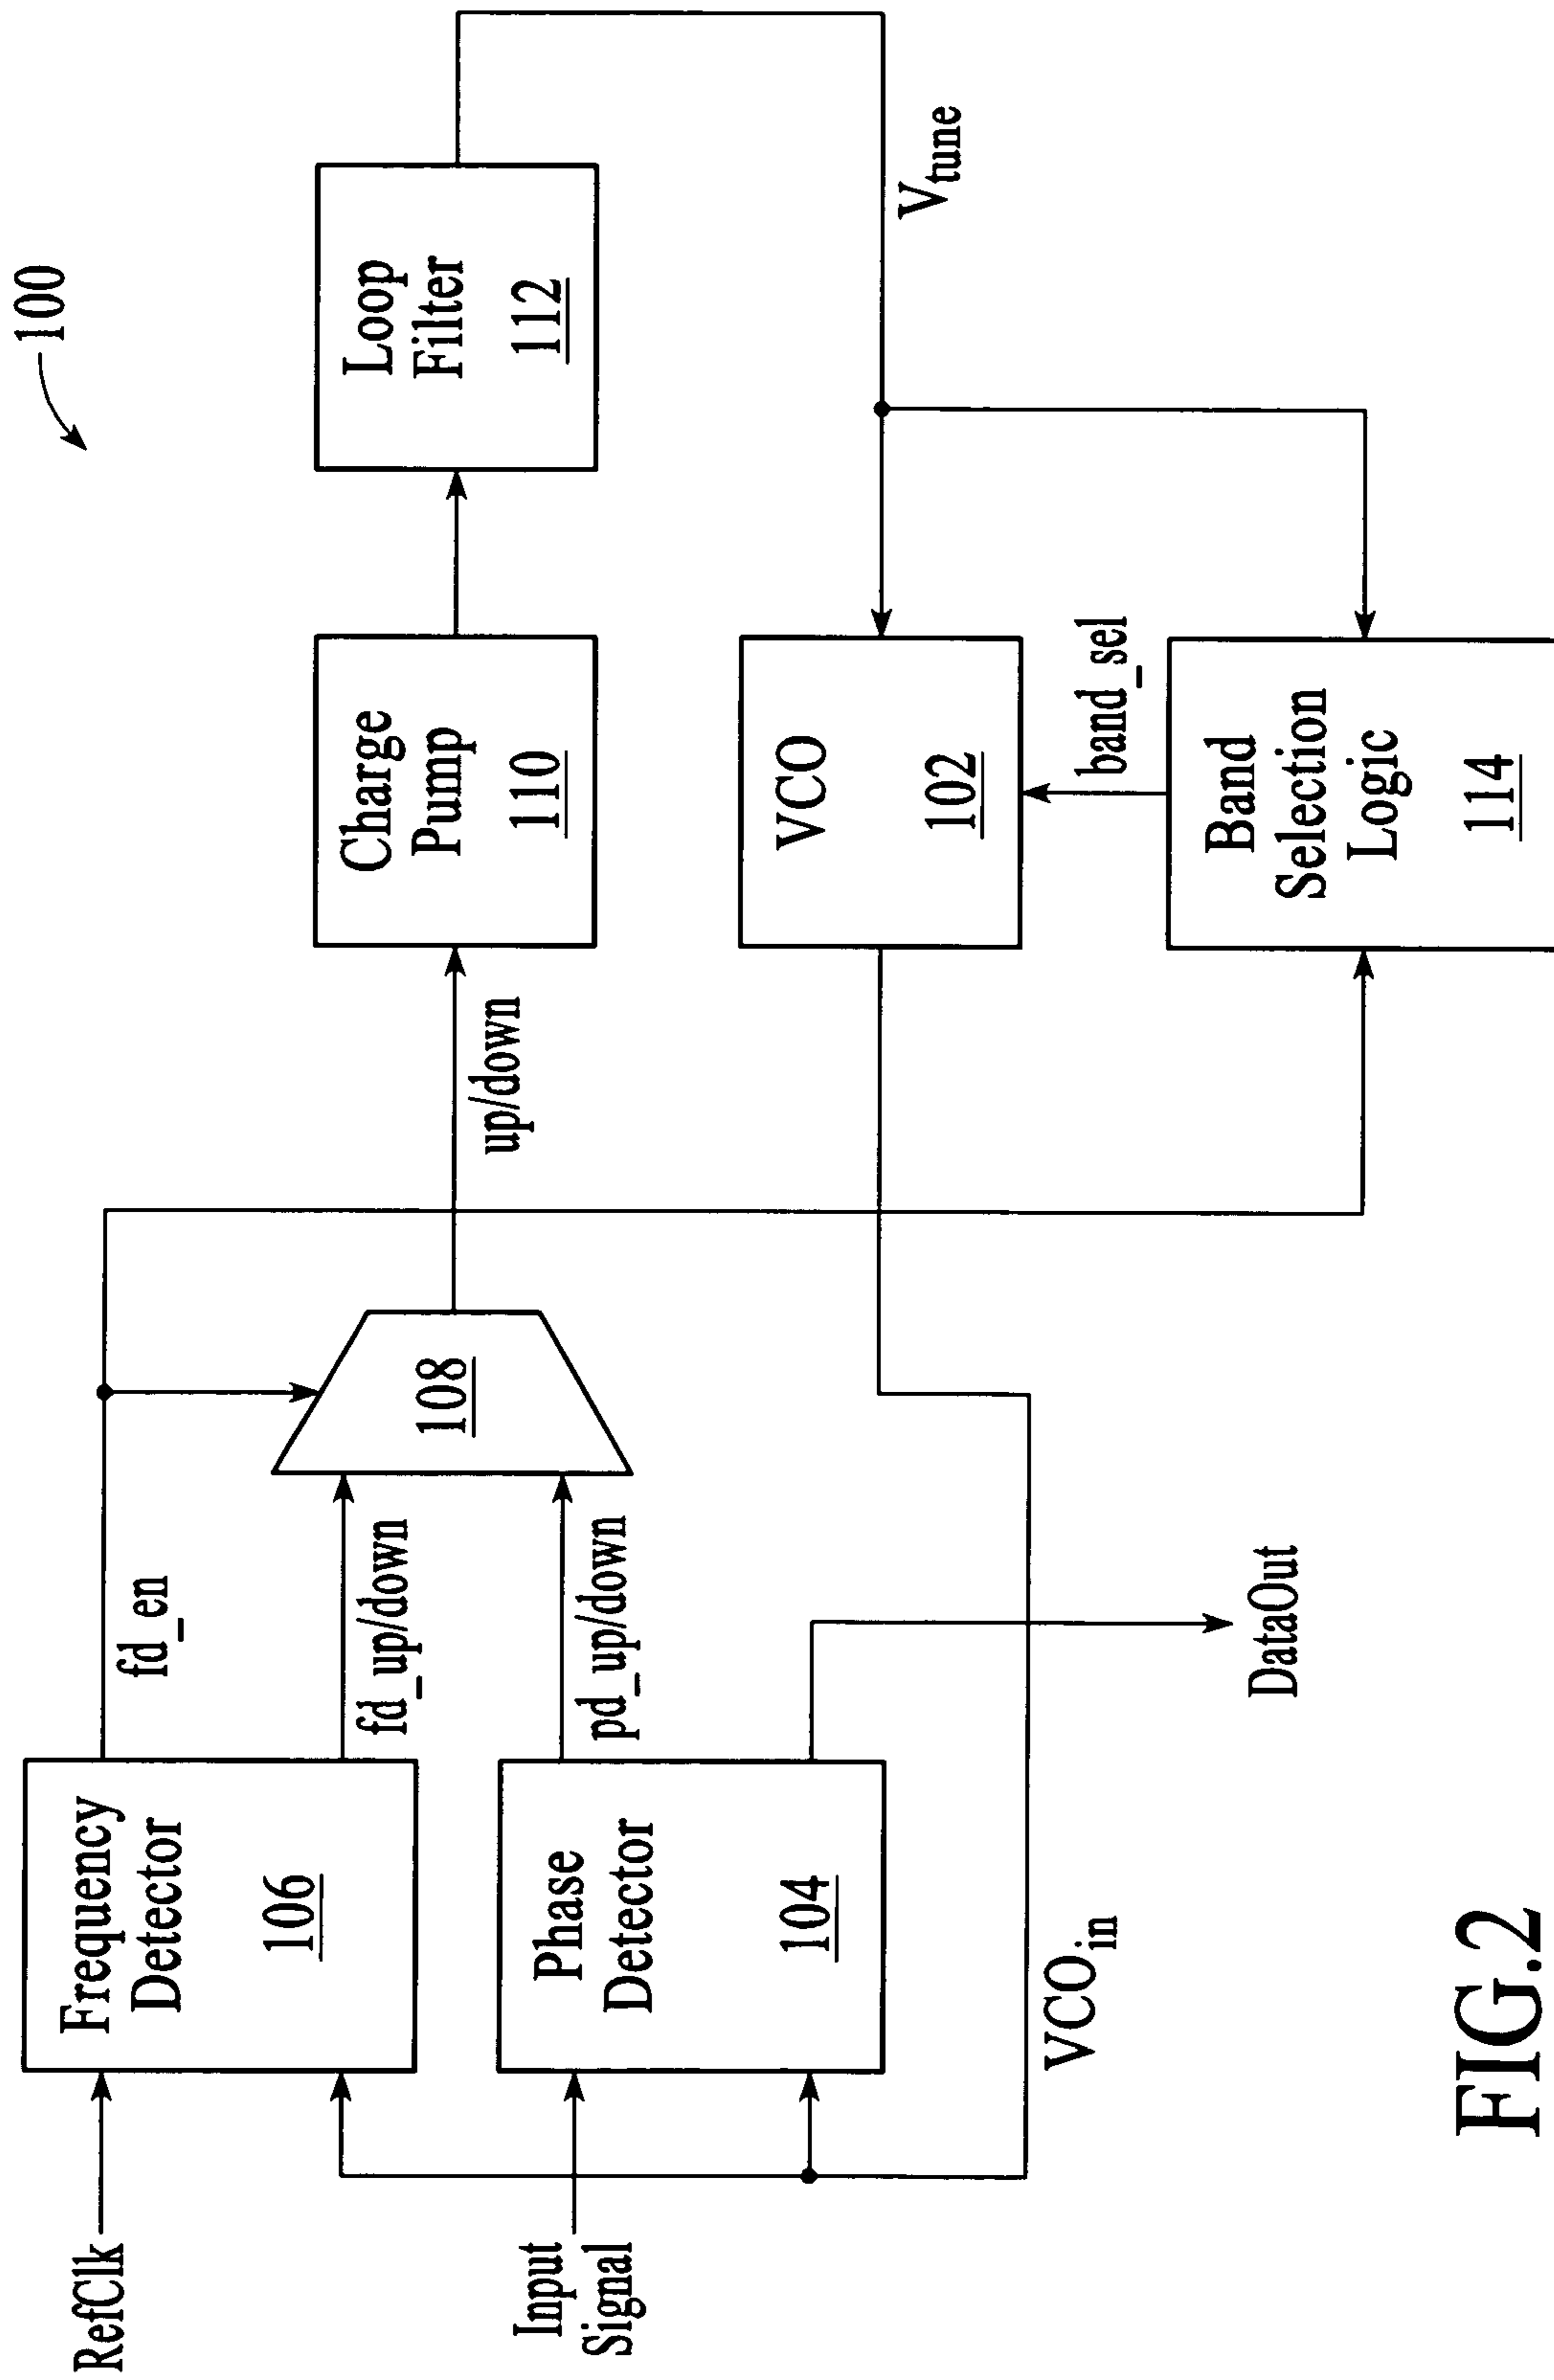 100
RefClk
Frequency
Detector
106
fd_en
fd_up/down
Input
Signal
Phase
Detector
104
pd_up/down
108
up/down
Charge
Pump
110
Loop
Filter
112
Vtune
VCO
102
band_sel
Band
Selection
Logic
114
VCOin
DataOut
FIG.2